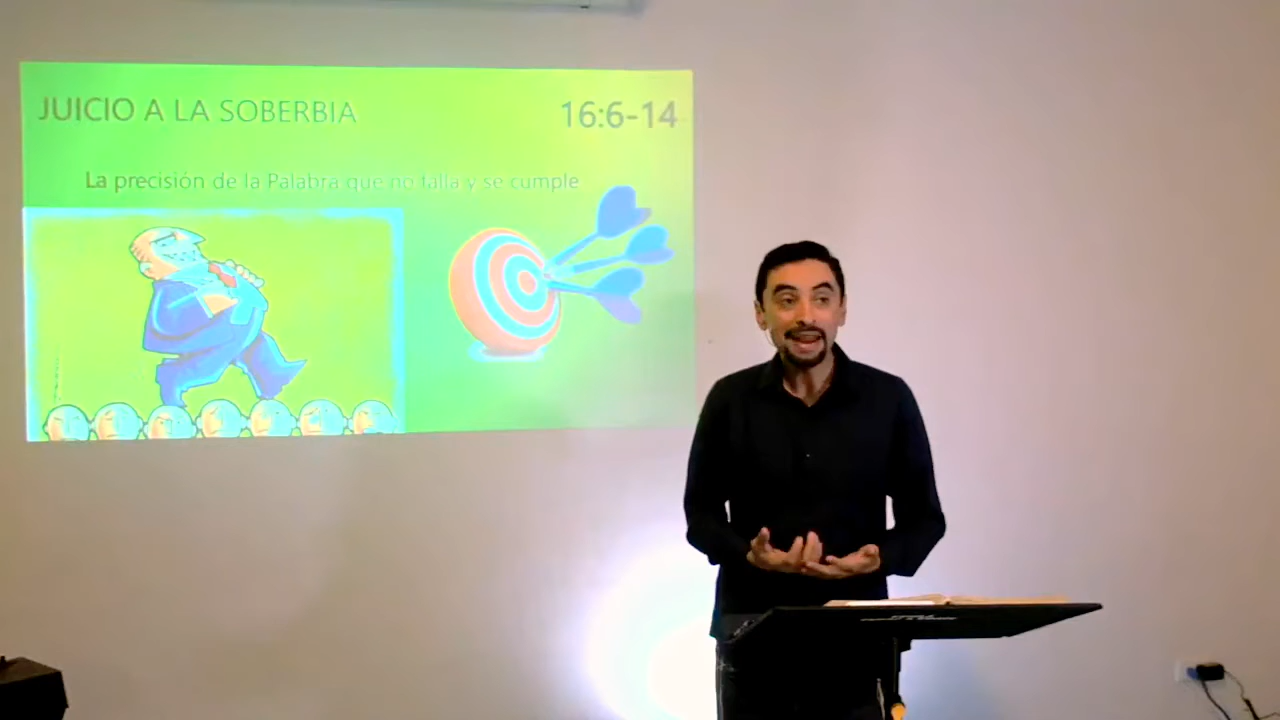 JUICIO A LA SOBERBIA
16:6-14
La precisión de la Palabra que no falla y se cumple